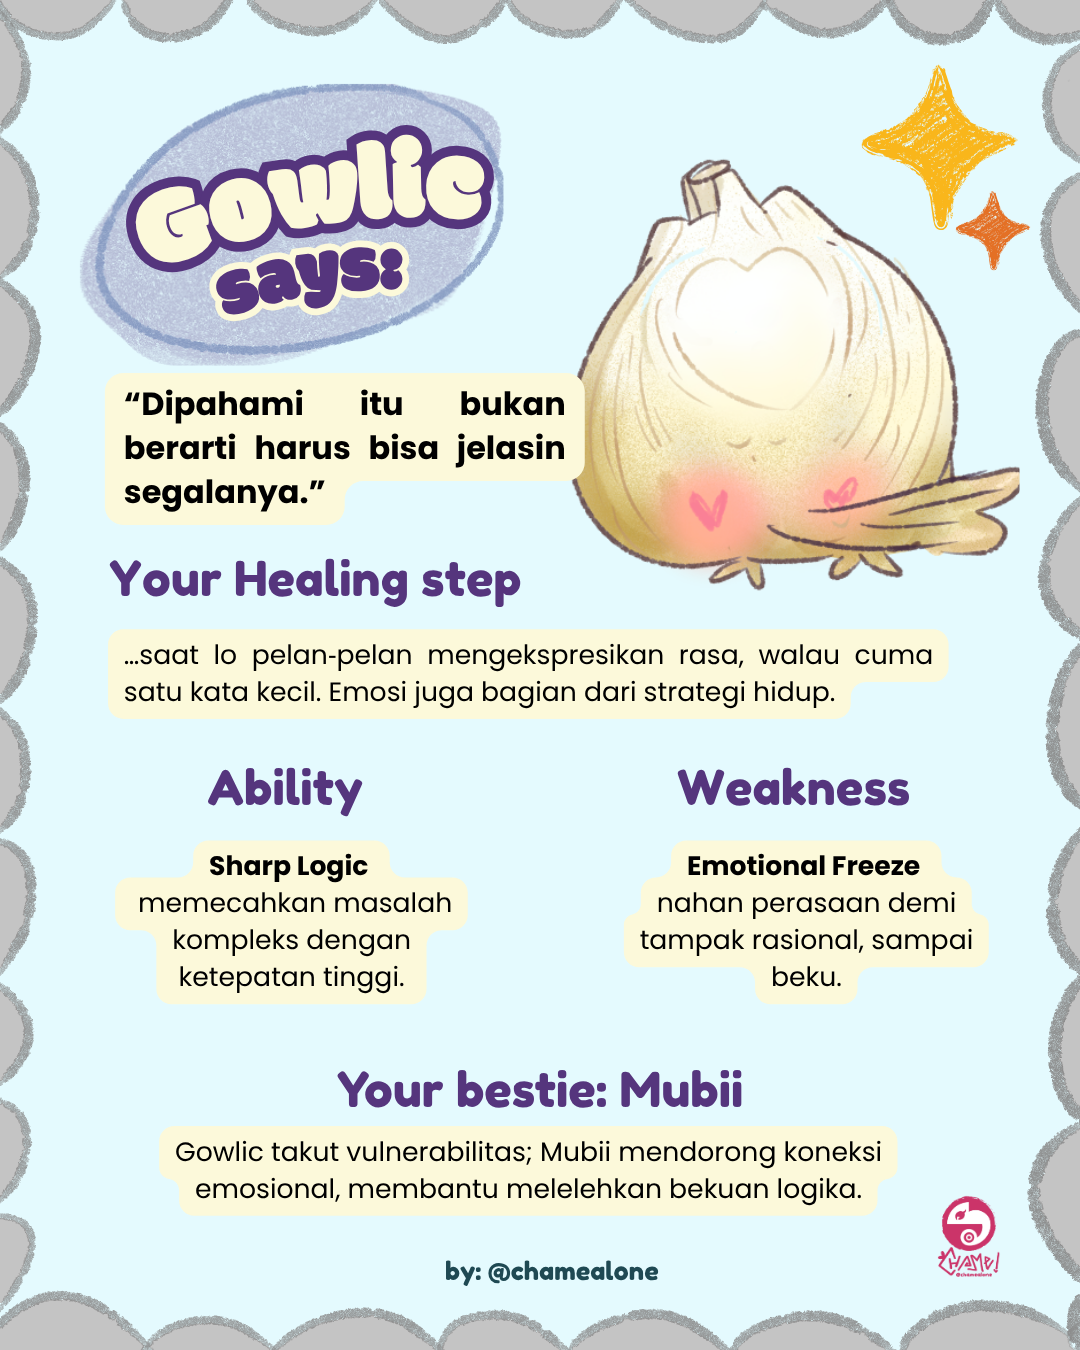 Gowlic
says:
“Dipahami itu bukan
berarti harus bisa jelasin
segalanya.”
Your Healing step
...saat lo pelan-pelan mengekspresikan rasa, walau cuma
satu kata kecil. Emosi juga bagian dari strategi hidup.
Ability
Sharp Logic
memecahkan masalah
kompleks dengan
ketepatan tinggi.
Weakness
Emotional Freeze
nahan perasaan demi
tampak rasional, sampai
beku.
Your bestie: Mubii
Gowlic takut vulnerabilitas; Mubii mendorong koneksi
emosional, membantu melelehkan bekuan logika.
by: @chamealone
CHAME!
@chamealone